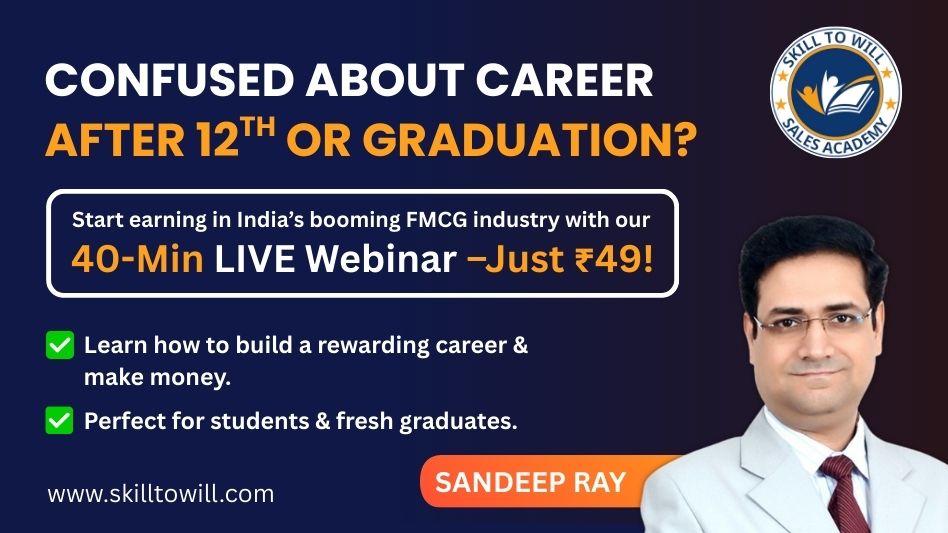 CONFUSED ABOUT CAREER
AFTER 12TH OR GRADUATION?
SKILL TO WILL
SALES ACADEMY
Start earning in India's booming FMCG industry with our
40-Min LIVE Webinar –Just ₹49!
Learn how to build a rewarding career &
make money.
Perfect for students & fresh graduates.
SANDEEP RAY
www.skilltowill.com